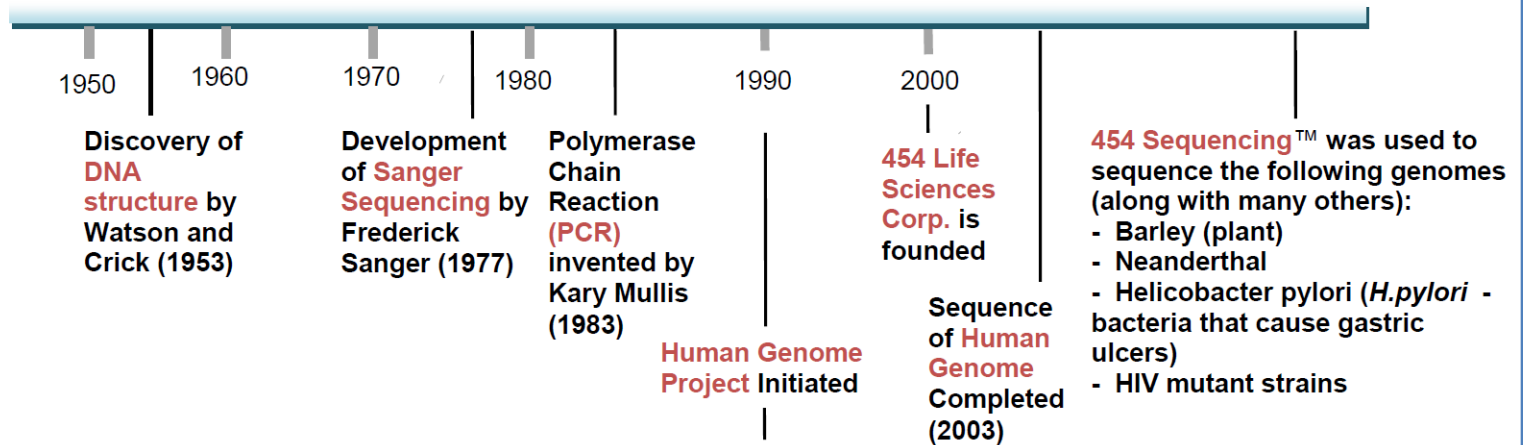 1950
1960
1970
1980
1990
2000
Discovery of
DNA
structure by
Watson and
Crick (1953)
Development
of Sanger
Sequencing by
Frederick
Sanger (1977)
Polymerase
Chain
Reaction
(PCR)
invented by
Kary Mullis
(1983)
Human Genome
Project Initiated
454 Life
Sciences
Corp. is
founded
Sequence
of Human
Genome
Completed
(2003)
454 Sequencing™ was used to
sequence the following genomes
(along with many others):
- Barley (plant)
- Neanderthal
- Helicobacter pylori (H.pylori -
bacteria that cause gastric
ulcers)
- HIV mutant strains